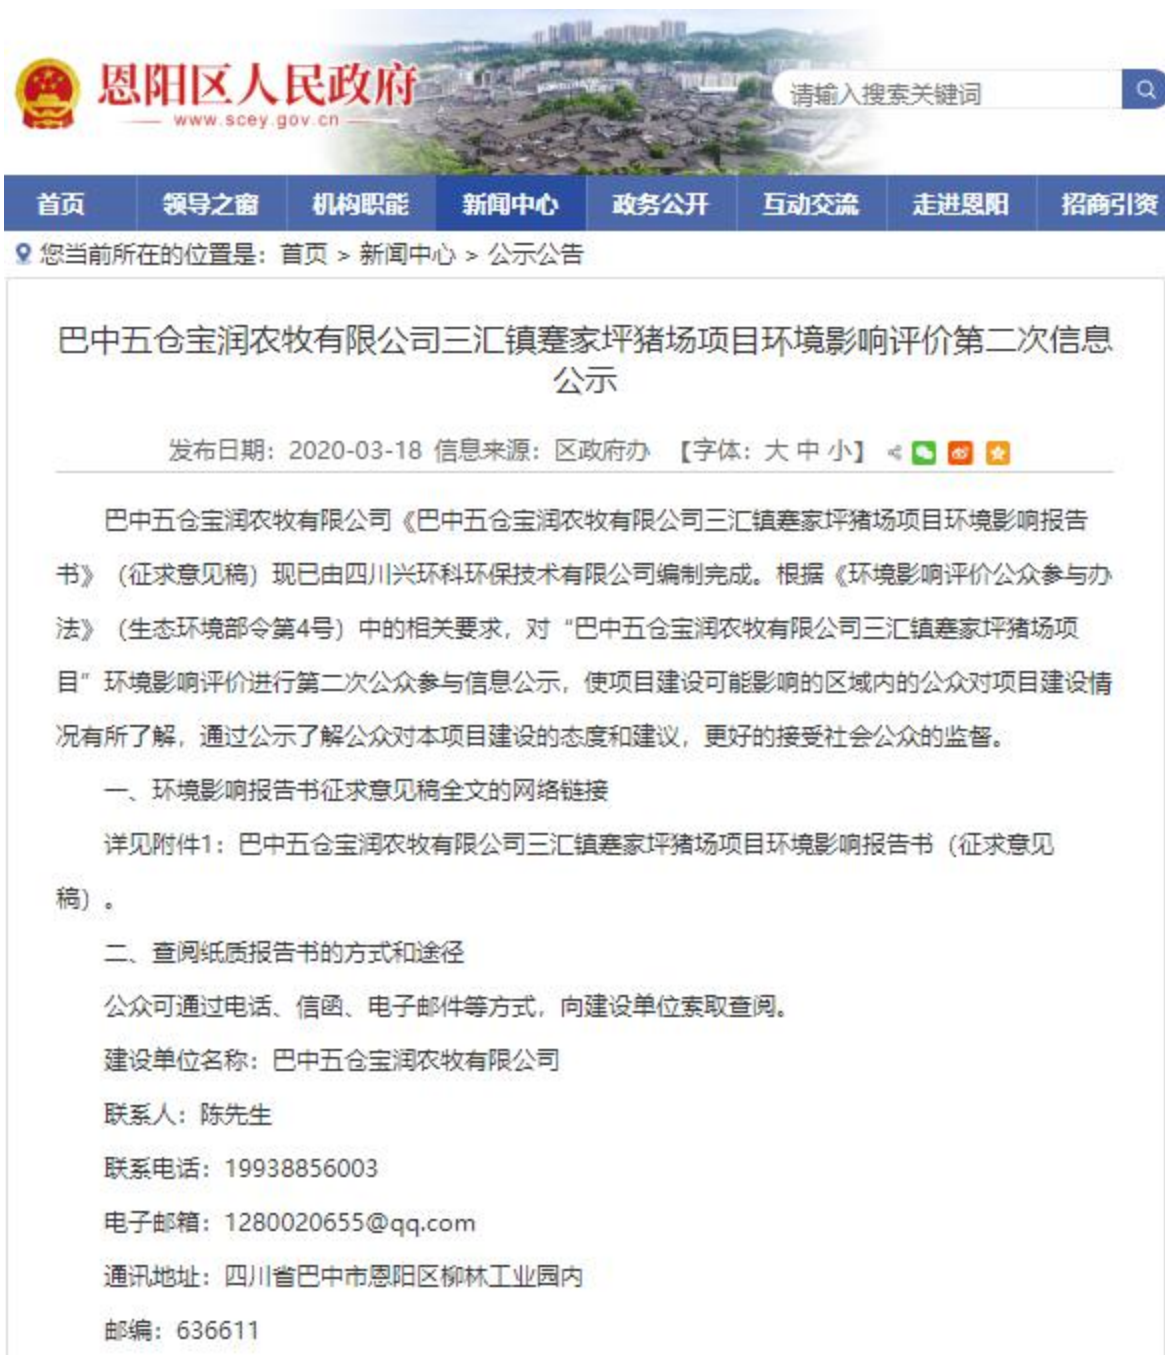 恩阳区人民政府
www.scey.gov.cn
请输入搜索关键词
首页 领导之窗 机构职能 新闻中心 政务公开 互动交流 走进恩阳 招商引资
您当前所在的位置是：首页 > 新闻中心 > 公示公告
巴中五仓宝润农牧有限公司三汇镇蹇家坪猪场项目环境影响评价第二次信息
公示
发布日期：2020-03-18 信息来源：区政府办 【字体：大 中 小】
巴中五仓宝润农牧有限公司《巴中五仓宝润农牧有限公司三汇镇蹇家坪猪场项目环境影响报告
书》（征求意见稿）现已由四川兴环科环保技术有限公司编制完成。根据《环境影响评价公众参与办
法》（生态环境部令第4号）中的相关要求，对“巴中五仓宝润农牧有限公司三汇镇蹇家坪猪场项
目”环境影响评价进行第二次公众参与信息公示，使项目建设可能影响的区域内的公众对项目建设情
况有所了解，通过公示了解公众对本项目建设的态度和建议，更好的接受社会公众的监督。
一、环境影响报告书征求意见稿全文的网络链接
详见附件1：巴中五仓宝润农牧有限公司三汇镇蹇家坪猪场项目环境影响报告书（征求意见
稿）。
二、查阅纸质报告书的方式和途径
公众可通过电话、信函、电子邮件等方式，向建设单位索取查阅。
建设单位名称：巴中五仓宝润农牧有限公司
联系人：陈先生
联系电话：19938856003
电子邮箱：1280020655@qq.com
通讯地址：四川省巴中市恩阳区柳林工业园内
邮编：636611